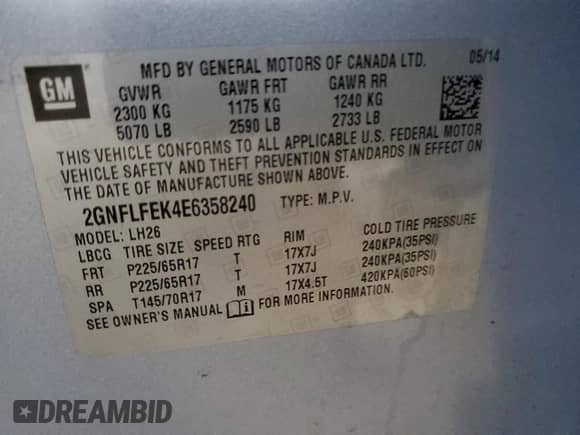 GM
MFD BY GENERAL MOTORS OF CANADA LTD. 05/14
GVWR GAWR FRT GAWR RR
2300 KG 1175 KG 1240 KG
5070 LB 2590 LB 2733 LB
THIS VEHICLE CONFORMS TO ALL APPLICABLE U.S. FEDERAL MOTOR
VEHICLE SAFETY AND THEFT PREVENTION STANDARDS IN EFFECT ON
THE DATE OF MANUFACTURE SHOWN ABOVE.
2GNFLFEK4E6358240 TYPE: M.P.V.
MODEL: LH26
LBCG TIRE SIZE SPEED RTG RIM COLD TIRE PRESSURE
FRT P225/65R17 T 17X7J 240KPA(35PSI)
RR P225/65R17 T 17X7J 240KPA(35PSI)
SPA T145/70R17 M 17X4.5T 420KPA(60PSI)
SEE OWNER'S MANUAL FOR MORE INFORMATION.
DREAMBID